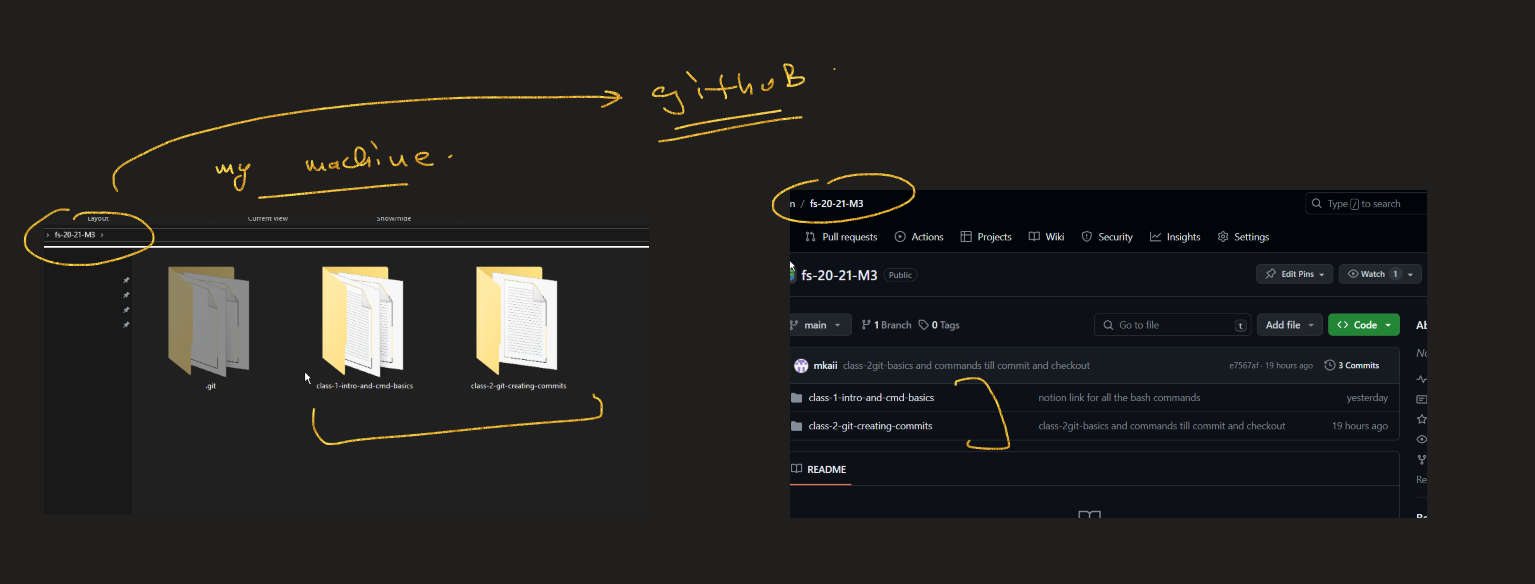 githuB
my machine.
Layout
Current view
Show/hide
› fs-20-21-M3 ›
.git
class-1-intro-and-cmd-basics
class-2-git-creating-commits
n / fs-20-21-M3
Type / to search
Pull requests
Actions
Projects
Wiki
Security
Insights
Settings
fs-20-21-M3
Public
Edit Pins
Watch 1
main
1 Branch
0 Tags
Go to file
t
Add file
<> Code
mkaii class-2git-basics and commands till commit and checkout
e7567af · 19 hours ago
3 Commits
class-1-intro-and-cmd-basics
notion link for all the bash commands
yesterday
class-2-git-creating-commits
class-2git-basics and commands till commit and checkout
19 hours ago
README